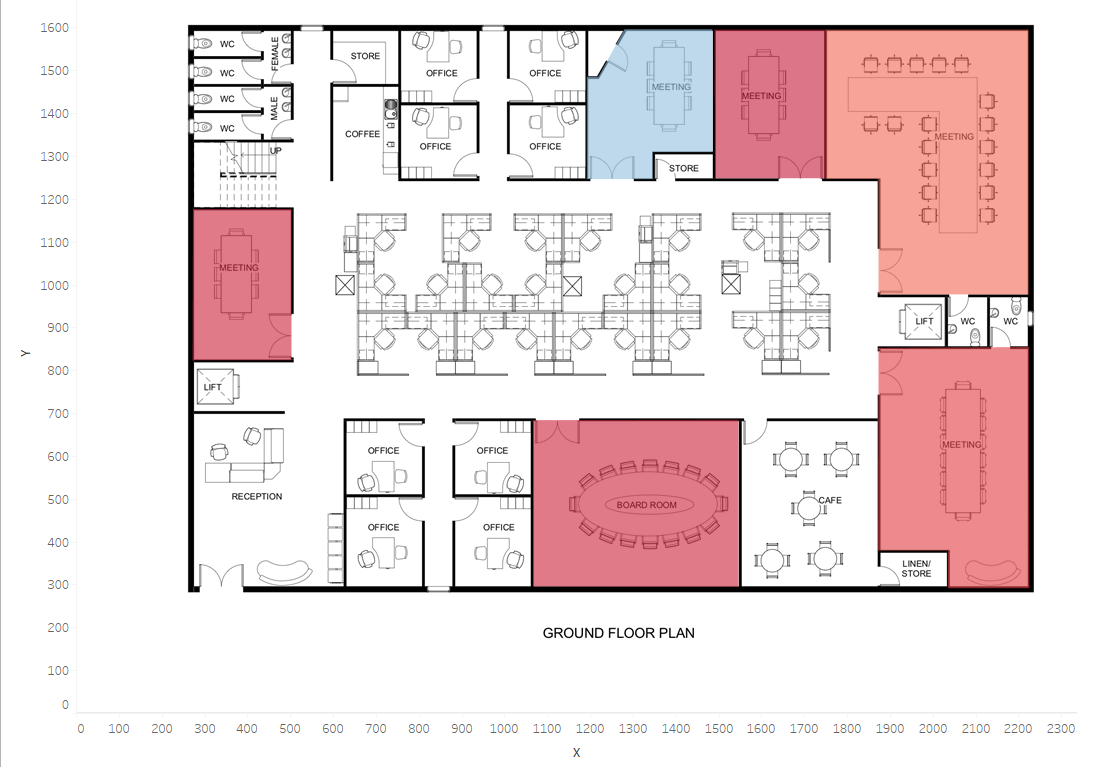 1600
1500
1400
1300
1200
1100
1000
900
800
700
600
500
400
300
200
100
0
Y
WC
WC
WC
WC
FEMALE
MALE
UP
STORE
COFFEE
OFFICE
OFFICE
OFFICE
OFFICE
MEETING
STORE
MEETING
MEETING
MEETING
LIFT
WC
WC
LIFT
RECEPTION
OFFICE
OFFICE
OFFICE
OFFICE
BOARD ROOM
CAFE
MEETING
LINEN/
STORE
GROUND FLOOR PLAN
0 100 200 300 400 500 600 700 800 900 1000 1100 1200 1300 1400 1500 1600 1700 1800 1900 2000 2100 2200 2300
X